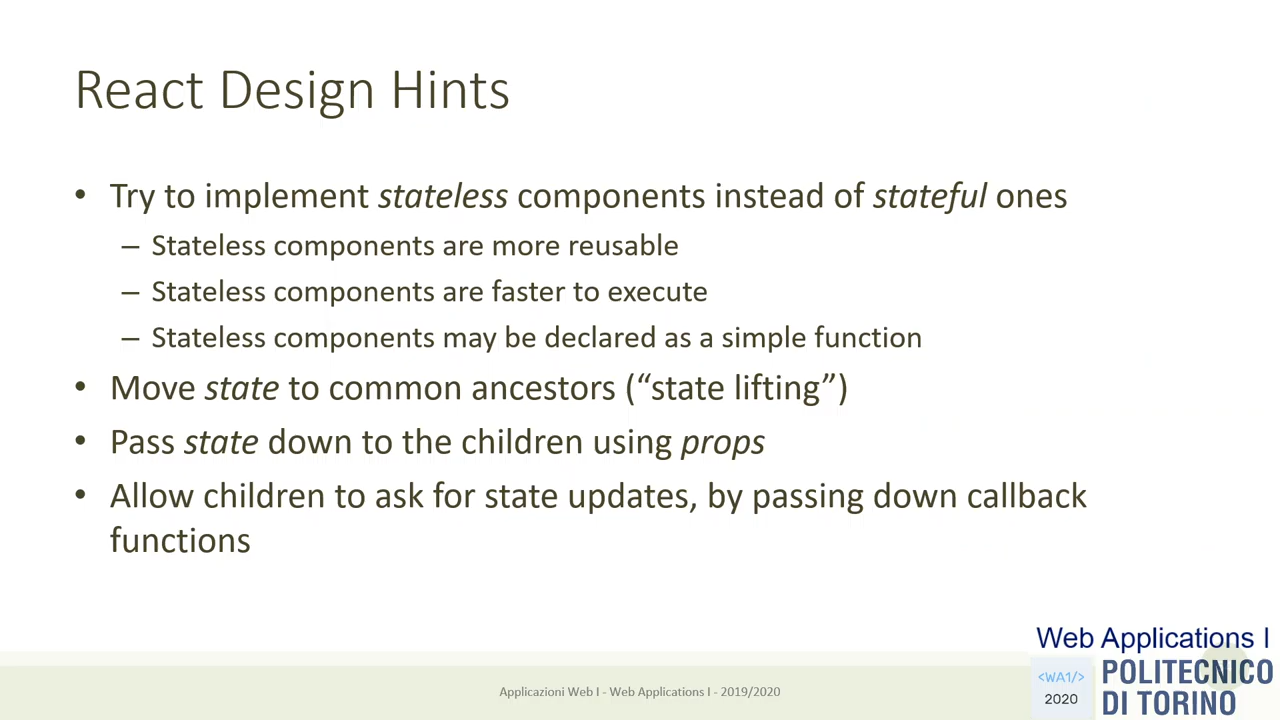 React Design Hints
• Try to implement stateless components instead of stateful ones
– Stateless components are more reusable
– Stateless components are faster to execute
– Stateless components may be declared as a simple function
• Move state to common ancestors (“state lifting”)
• Pass state down to the children using props
• Allow children to ask for state updates, by passing down callback
functions
Applicazioni Web I - Web Applications I - 2019/2020
Web Applications I
<WA1/>
2020
POLITECNICO
DI TORINO